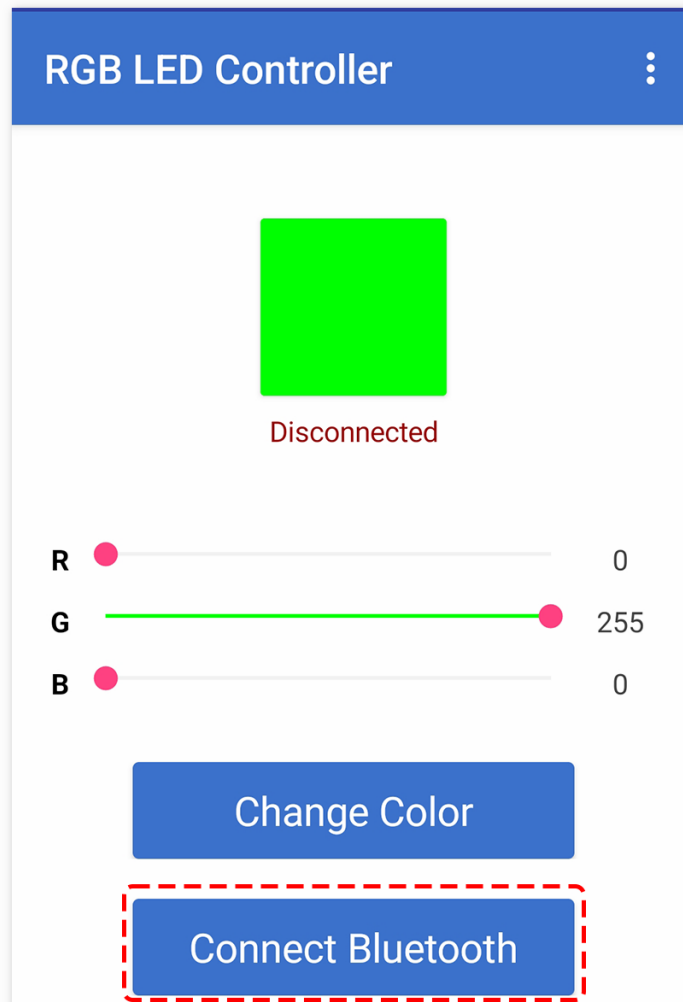 RGB LED Controller
Disconnected
R 0
G 255
B 0
Change Color
Connect Bluetooth